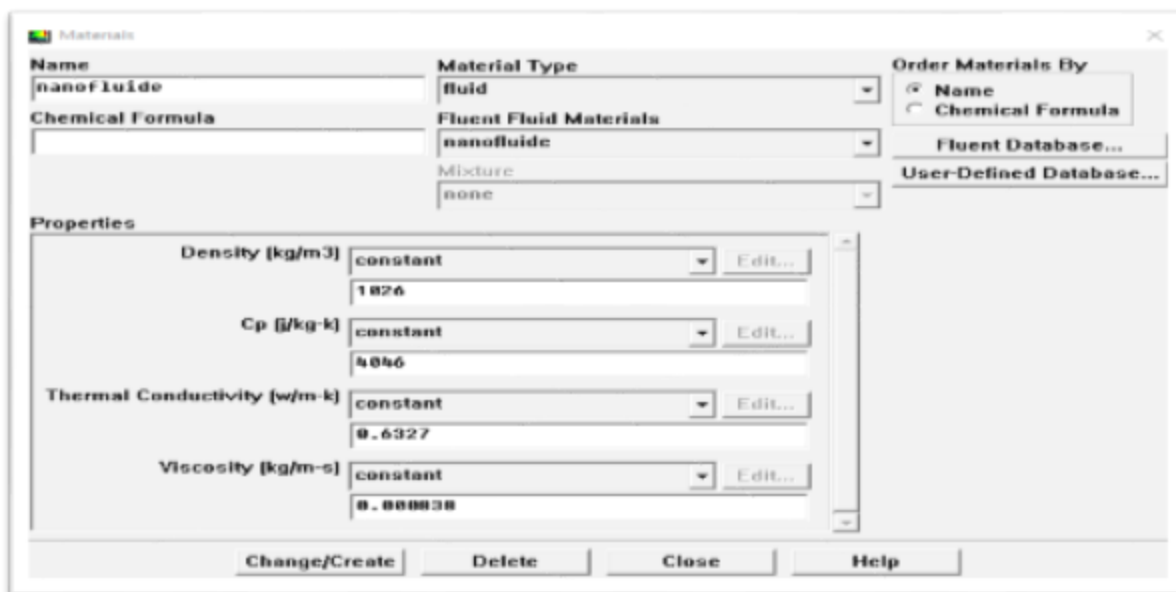 Materials
Name
nanofluide
Chemical Formula
Material Type
fluid
Fluent Fluid Materials
nanofluide
Mixture
none
Order Materials By
Name
Chemical Formula
Fluent Database...
User-Defined Database...
Properties
Density (kg/m3) constant Edit...
1026
Cp (j/kg-k) constant Edit...
4046
Thermal Conductivity (w/m-k) constant Edit...
0.6327
Viscosity (kg/m-s) constant Edit...
0.000838
Change/Create Delete Close Help